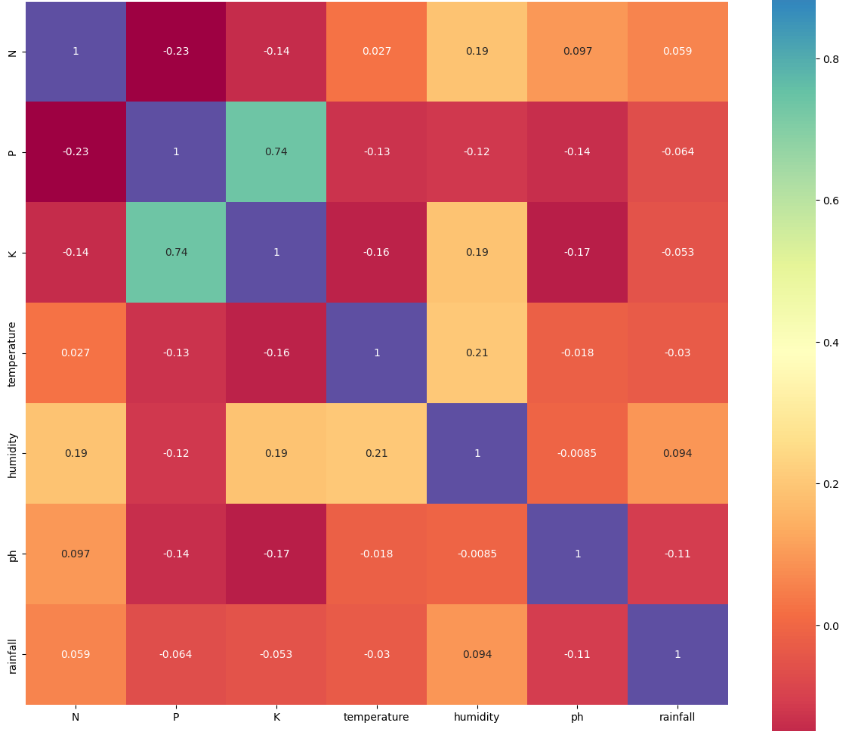 N 1 -0.23 -0.14 0.027 0.19 0.097 0.059
P -0.23 1 0.74 -0.13 -0.12 -0.14 -0.064
K -0.14 0.74 1 -0.16 0.19 -0.17 -0.053
temperature 0.027 -0.13 -0.16 1 0.21 -0.018 -0.03
humidity 0.19 -0.12 0.19 0.21 1 -0.0085 0.094
ph 0.097 -0.14 -0.17 -0.018 -0.0085 1 -0.11
rainfall 0.059 -0.064 -0.053 -0.03 0.094 -0.11 1
N P K temperature humidity ph rainfall
0.8
0.6
0.4
0.2
0.0